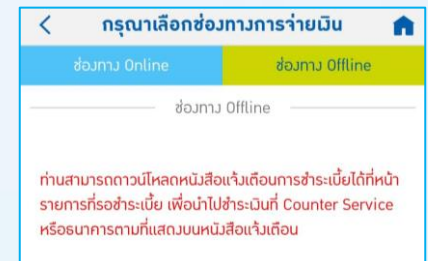 กรุณาเลือกช่องทางการจ่ายเงิน
ช่องทาง Online
ช่องทาง Offline
ช่องทาง Offline
ท่านสามารถดาวน์โหลดหนังสือแจ้งเตือนการชำระเบี้ยได้ที่หน้า
รายการที่รอชำระเบี้ย เพื่อนำไปชำระเงินที่ Counter Service
หรือธนาคารตามที่แสดงบนหนังสือแจ้งเตือน